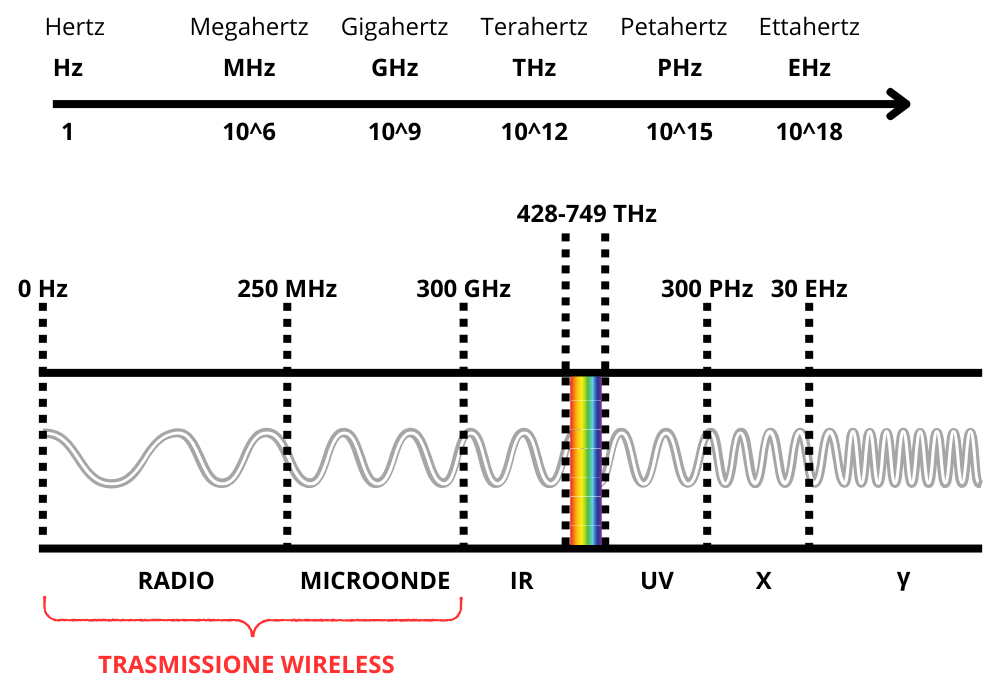 Hertz Megahertz Gigahertz Terahertz Petahertz Ettahertz
Hz MHz GHz THz PHz EHz
1 10^6 10^9 10^12 10^15 10^18
428-749 THz
0 Hz 250 MHz 300 GHz 300 PHz 30 EHz
RADIO MICROONDE IR UV X γ
TRASMISSIONE WIRELESS